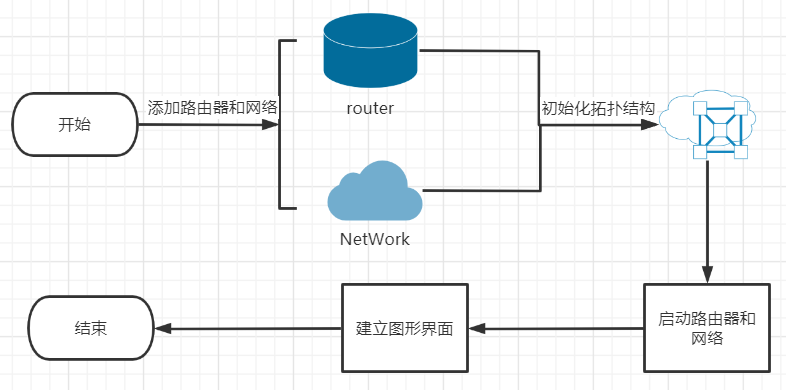 开始
添加路由器和网络
router
NetWork
初始化拓扑结构
启动路由器和
网络
建立图形界面
结束